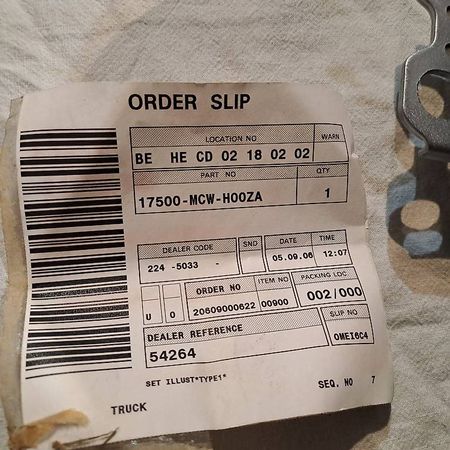 ORDER SLIP
LOCATION NO WARN
BE HE CD 02 18 02 02
PART NO QTY
17500-MCW-H00ZA 1
DEALER CODE SND DATE TIME
224 -5033 - 05.09.06 12:07
ORDER NO ITEM NO PACKING LOC.
U 0 20609000622 00900 002/000
DEALER REFERENCE SLIP NO
54264 OMEI6C4
SET ILLUST*TYPE1* SEQ. NO 7
TRUCK